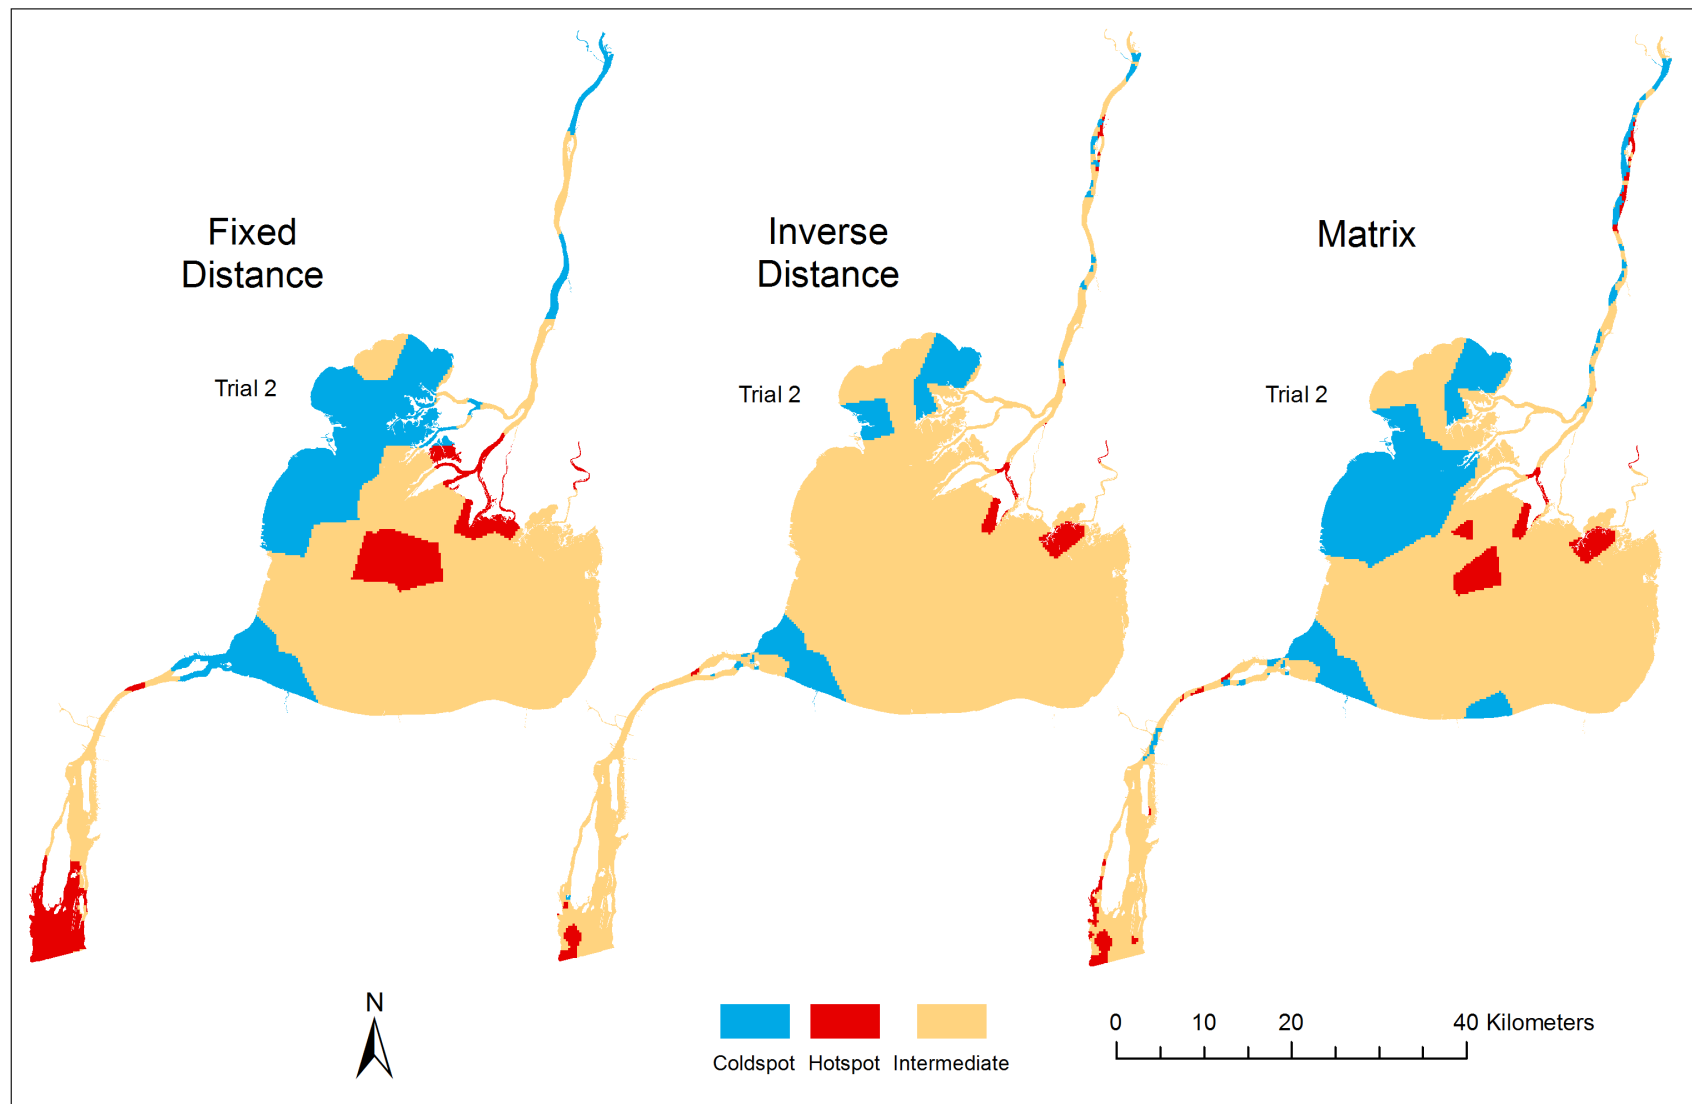 Fixed
Distance
Inverse
Distance
Matrix
Trial 2
Trial 2
Trial 2
N
Coldspot
Hotspot
Intermediate
0
10
20
40 Kilometers